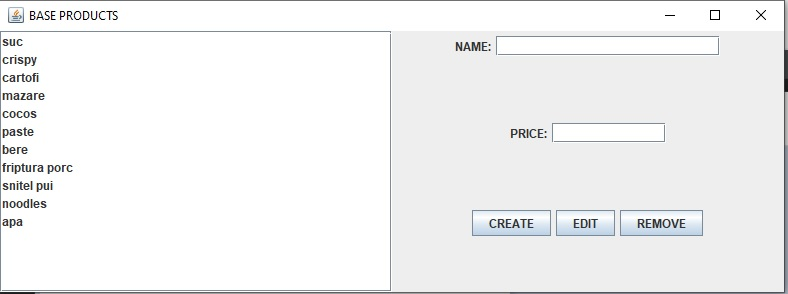 BASE PRODUCTS
suc
crispy
cartofi
mazare
cocos
paste
bere
friptura porc
snitel pui
noodles
apa
NAME:
PRICE:
CREATE EDIT REMOVE